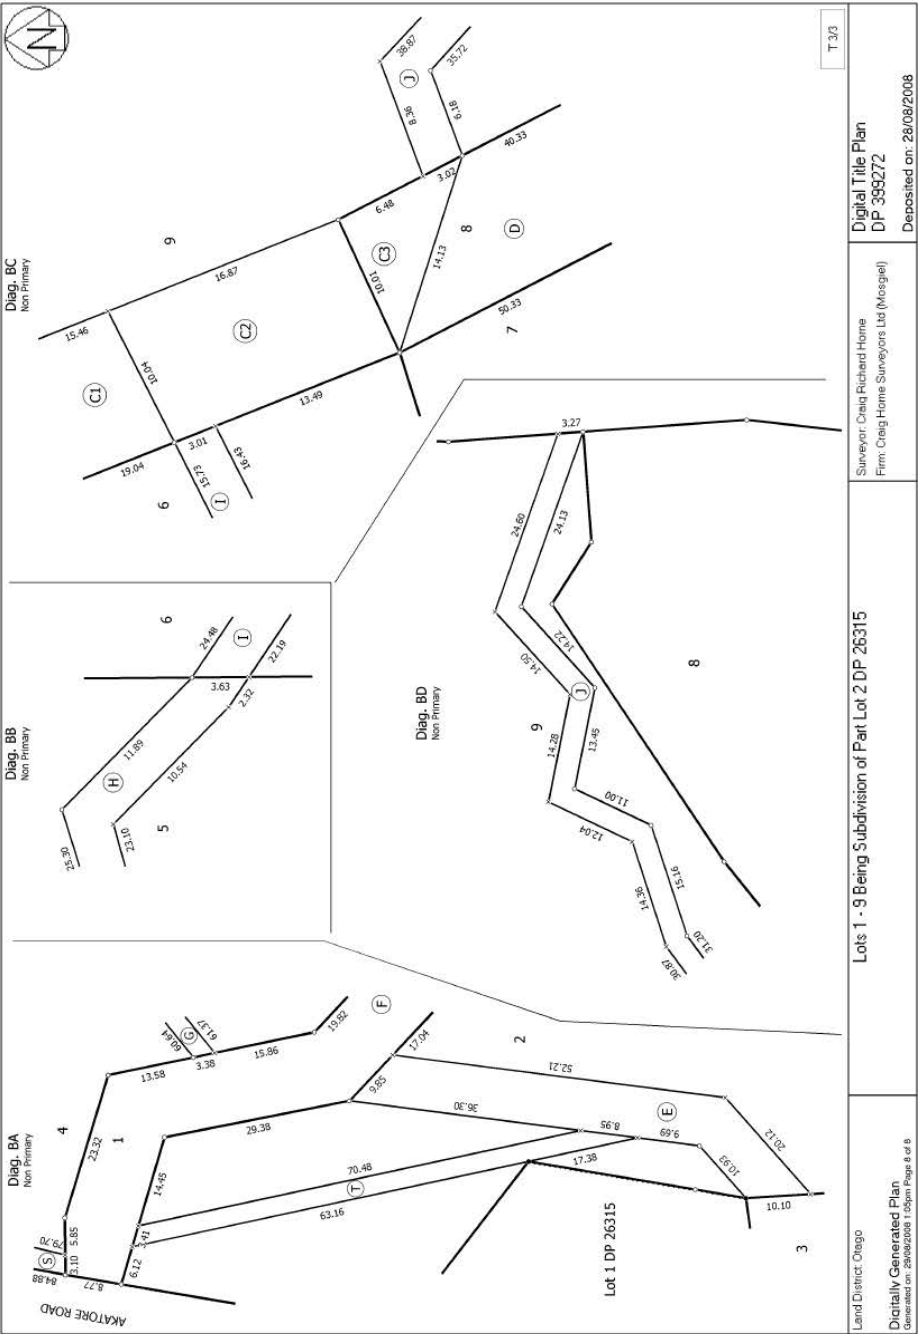 Diag. BA
Non Primary
AKATORE ROAD
84.88
S
79.70
3.10
5.85
8.77
6.12
3.41
14.45
23.32
4
1
13.58
3.38
15.86
60.64
G
61.37
19.82
F
29.38
9.85
17.04
2
36.30
52.21
70.48
T
63.16
8.95
E
9.69
17.38
10.93
20.12
10.10
3
Lot 1 DP 26315
Diag. BB
Non Primary
25.30
23.10
H
11.89
10.54
5
6
3.63
2.32
24.48
I
22.19
Diag. BC
Non Primary
N
15.46
C1
10.04
19.04
3.01
15.73
I
16.43
6
9
16.87
C2
13.49
10.01
C3
6.48
3.02
14.13
8
D
50.33
7
40.33
8.36
6.18
J
38.87
35.72
Diag. BD
Non Primary
3.27
24.60
24.13
14.50
14.22
J
9
14.28
13.45
12.04
11.00
14.36
15.16
30.87
31.20
8
T 3/3
Land District: Otago
Digitally Generated Plan
Generated on: 29/08/2008 1:05pm Page 8 of 8
Lots 1 - 9 Being Subdivision of Part Lot 2 DP 26315
Surveyor: Craig Richard Horne
Firm: Craig Horne Surveyors Ltd (Mosgiel)
Digital Title Plan
DP 399272
Deposited on: 28/08/2008